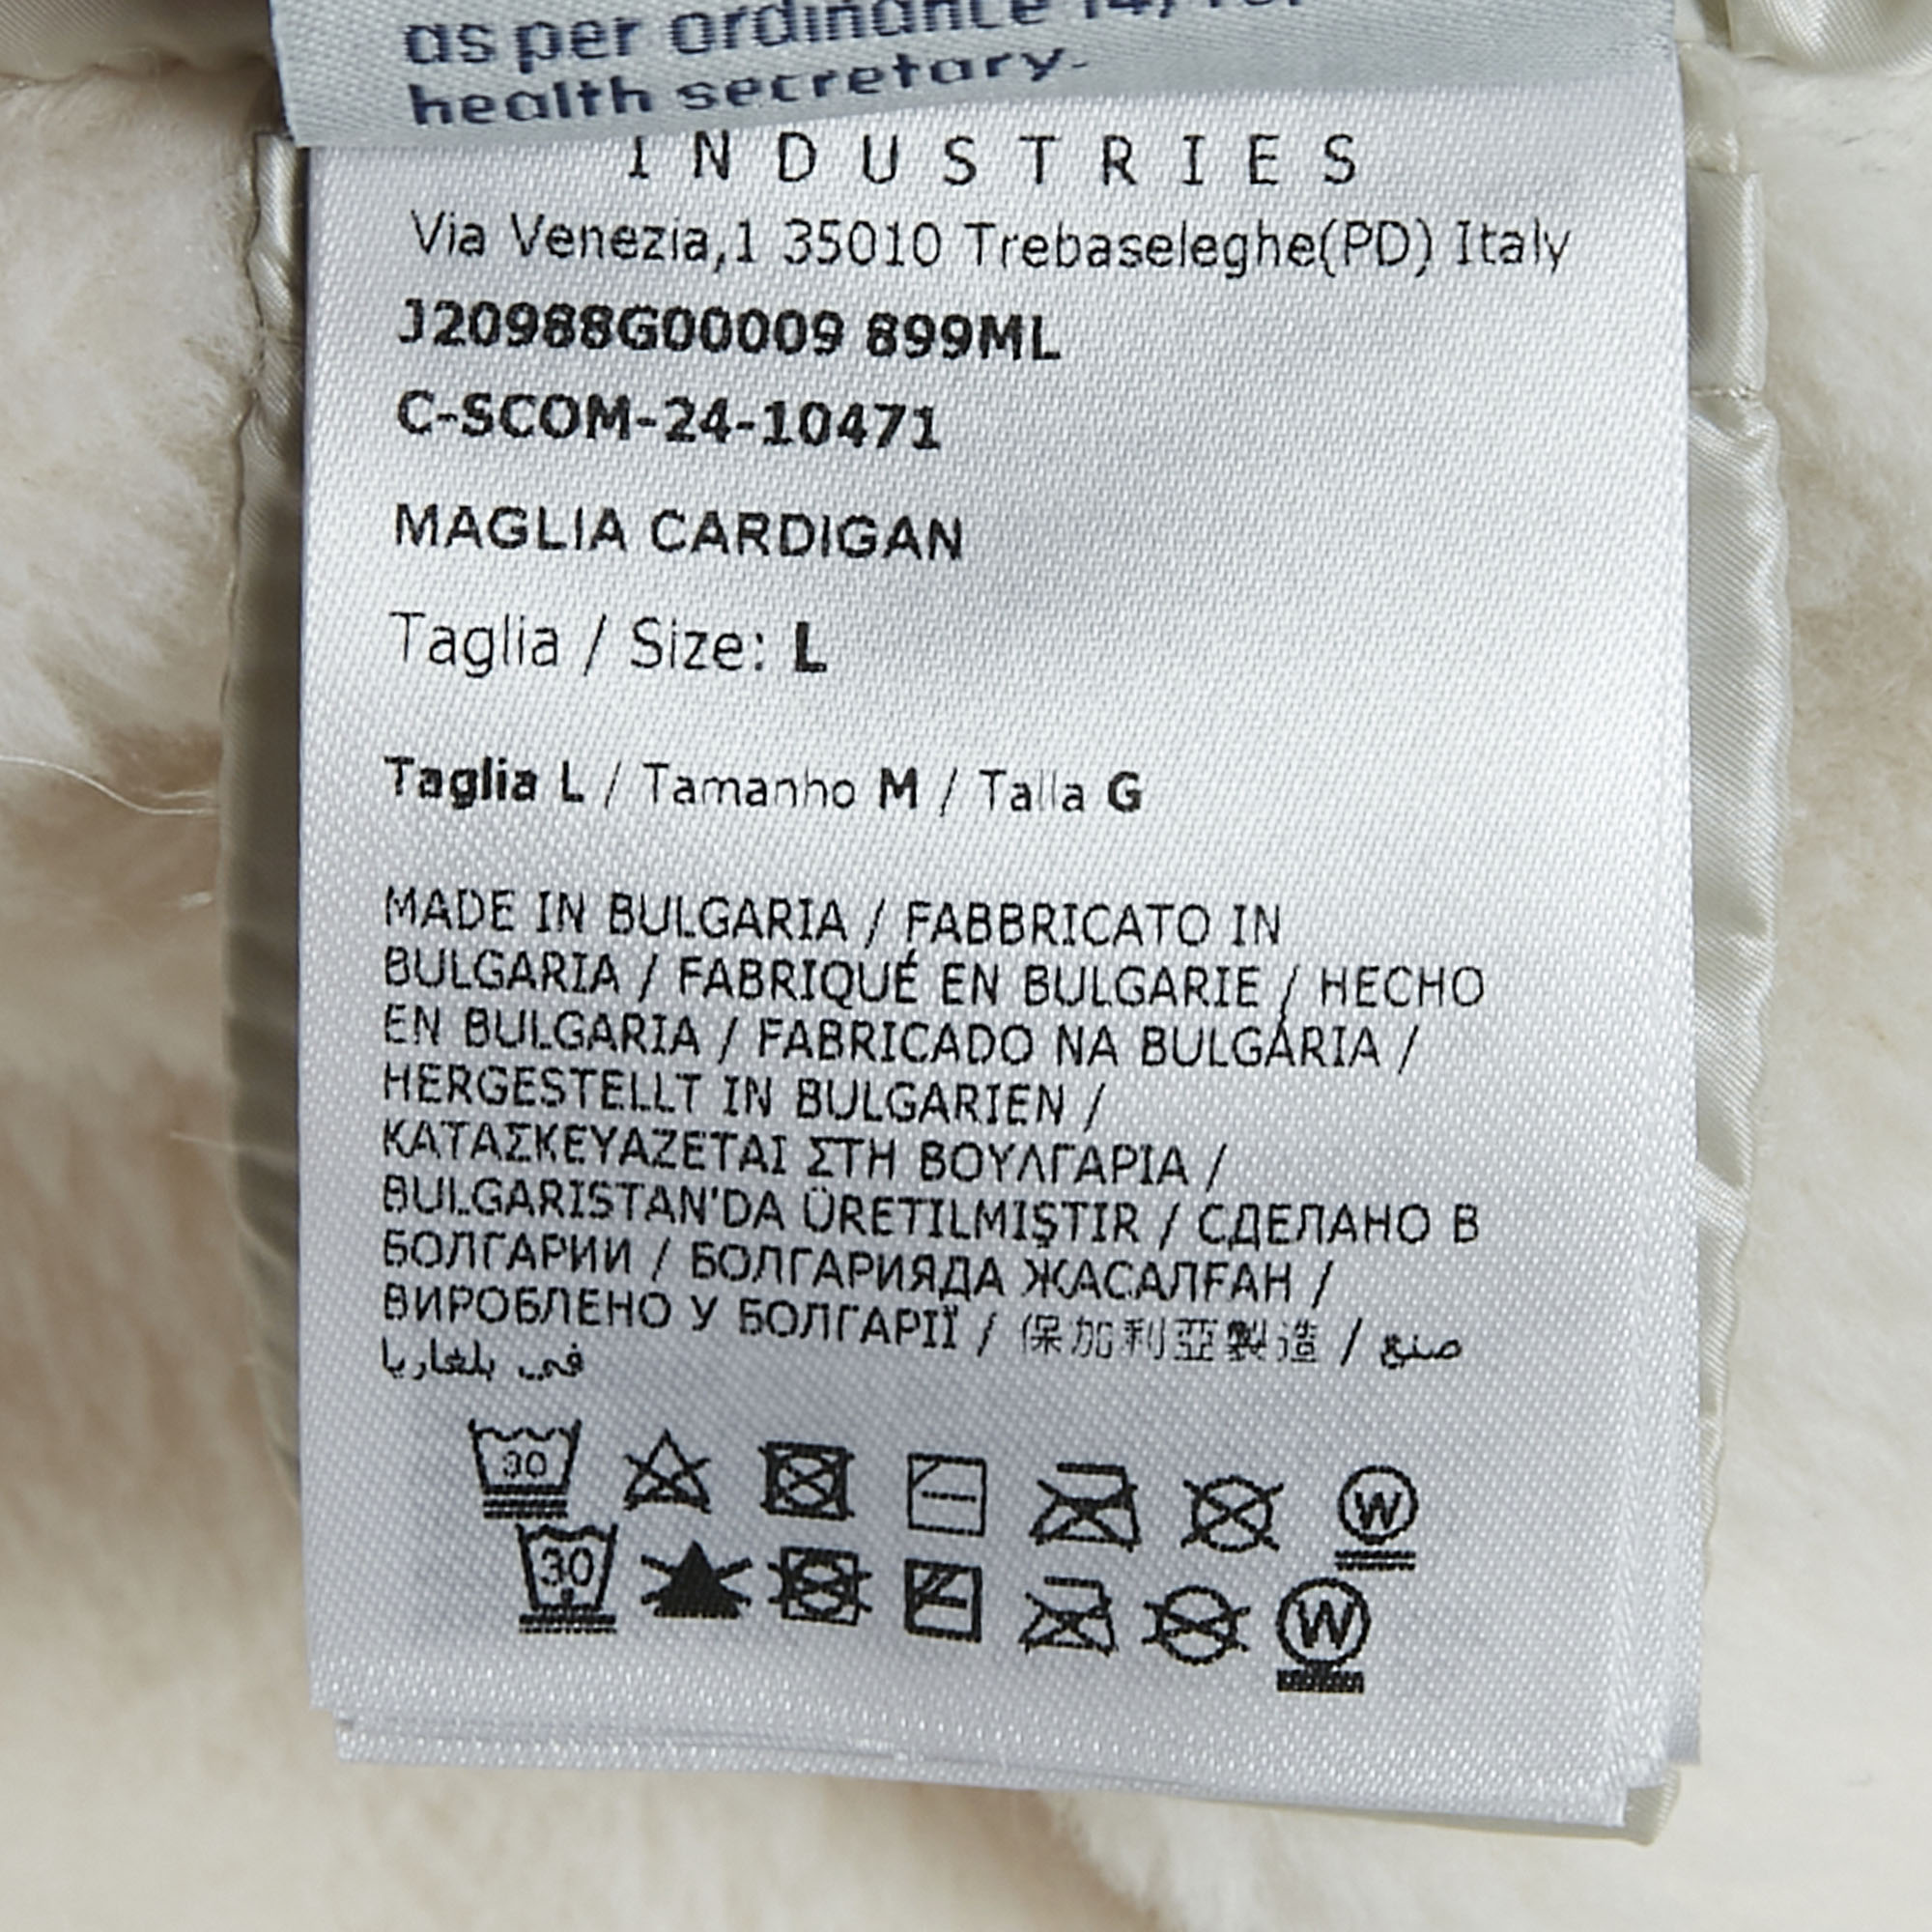 as per ordinance 14,
health secretary.
INDUSTRIES
Via Venezia,1 35010 Trebaseleghe(PD) Italy
J20988G00009 899ML
C-SCOM-24-10471
MAGLIA CARDIGAN
Taglia / Size: L
Taglia L / Tamanho M / Talla G
MADE IN BULGARIA / FABBRICATO IN
BULGARIA / FABRIQUÉ EN BULGARIE / HECHO
EN BULGARIA / FABRICADO NA BULGÁRIA /
HERGESTELLT IN BULGARIEN /
ΚΑΤΑΣΚΕΥΑΖΕΤΑΙ ΣΤΗ ΒΟΥΛΓΑΡΙΑ /
BULGARISTAN'DA ÜRETILMIŞTIR / СДЕЛАНО В
БОЛГАРИИ / БОЛГАРИЯДА ЖАСАЛҒАН /
ВИРОБЛЕНО У БОЛГАРІЇ / 保加利亞製造 / صنع
في بلغاريا
30 W
30 W